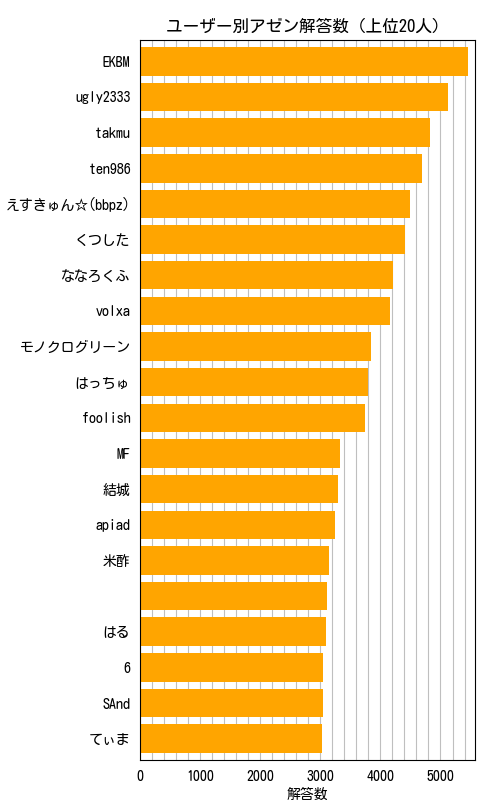 ユーザー別アゼン解答数 (上位20人)
EKBM
ugly2333
takmu
ten986
えすきゅん☆(bbpz)
くつした
ななろくふ
volxa
モノクログリーン
はっちゅ
foolish
MF
結城
apiad
米酢
はる
6
SAnd
てぃま
0 1000 2000 3000 4000 5000
解答数